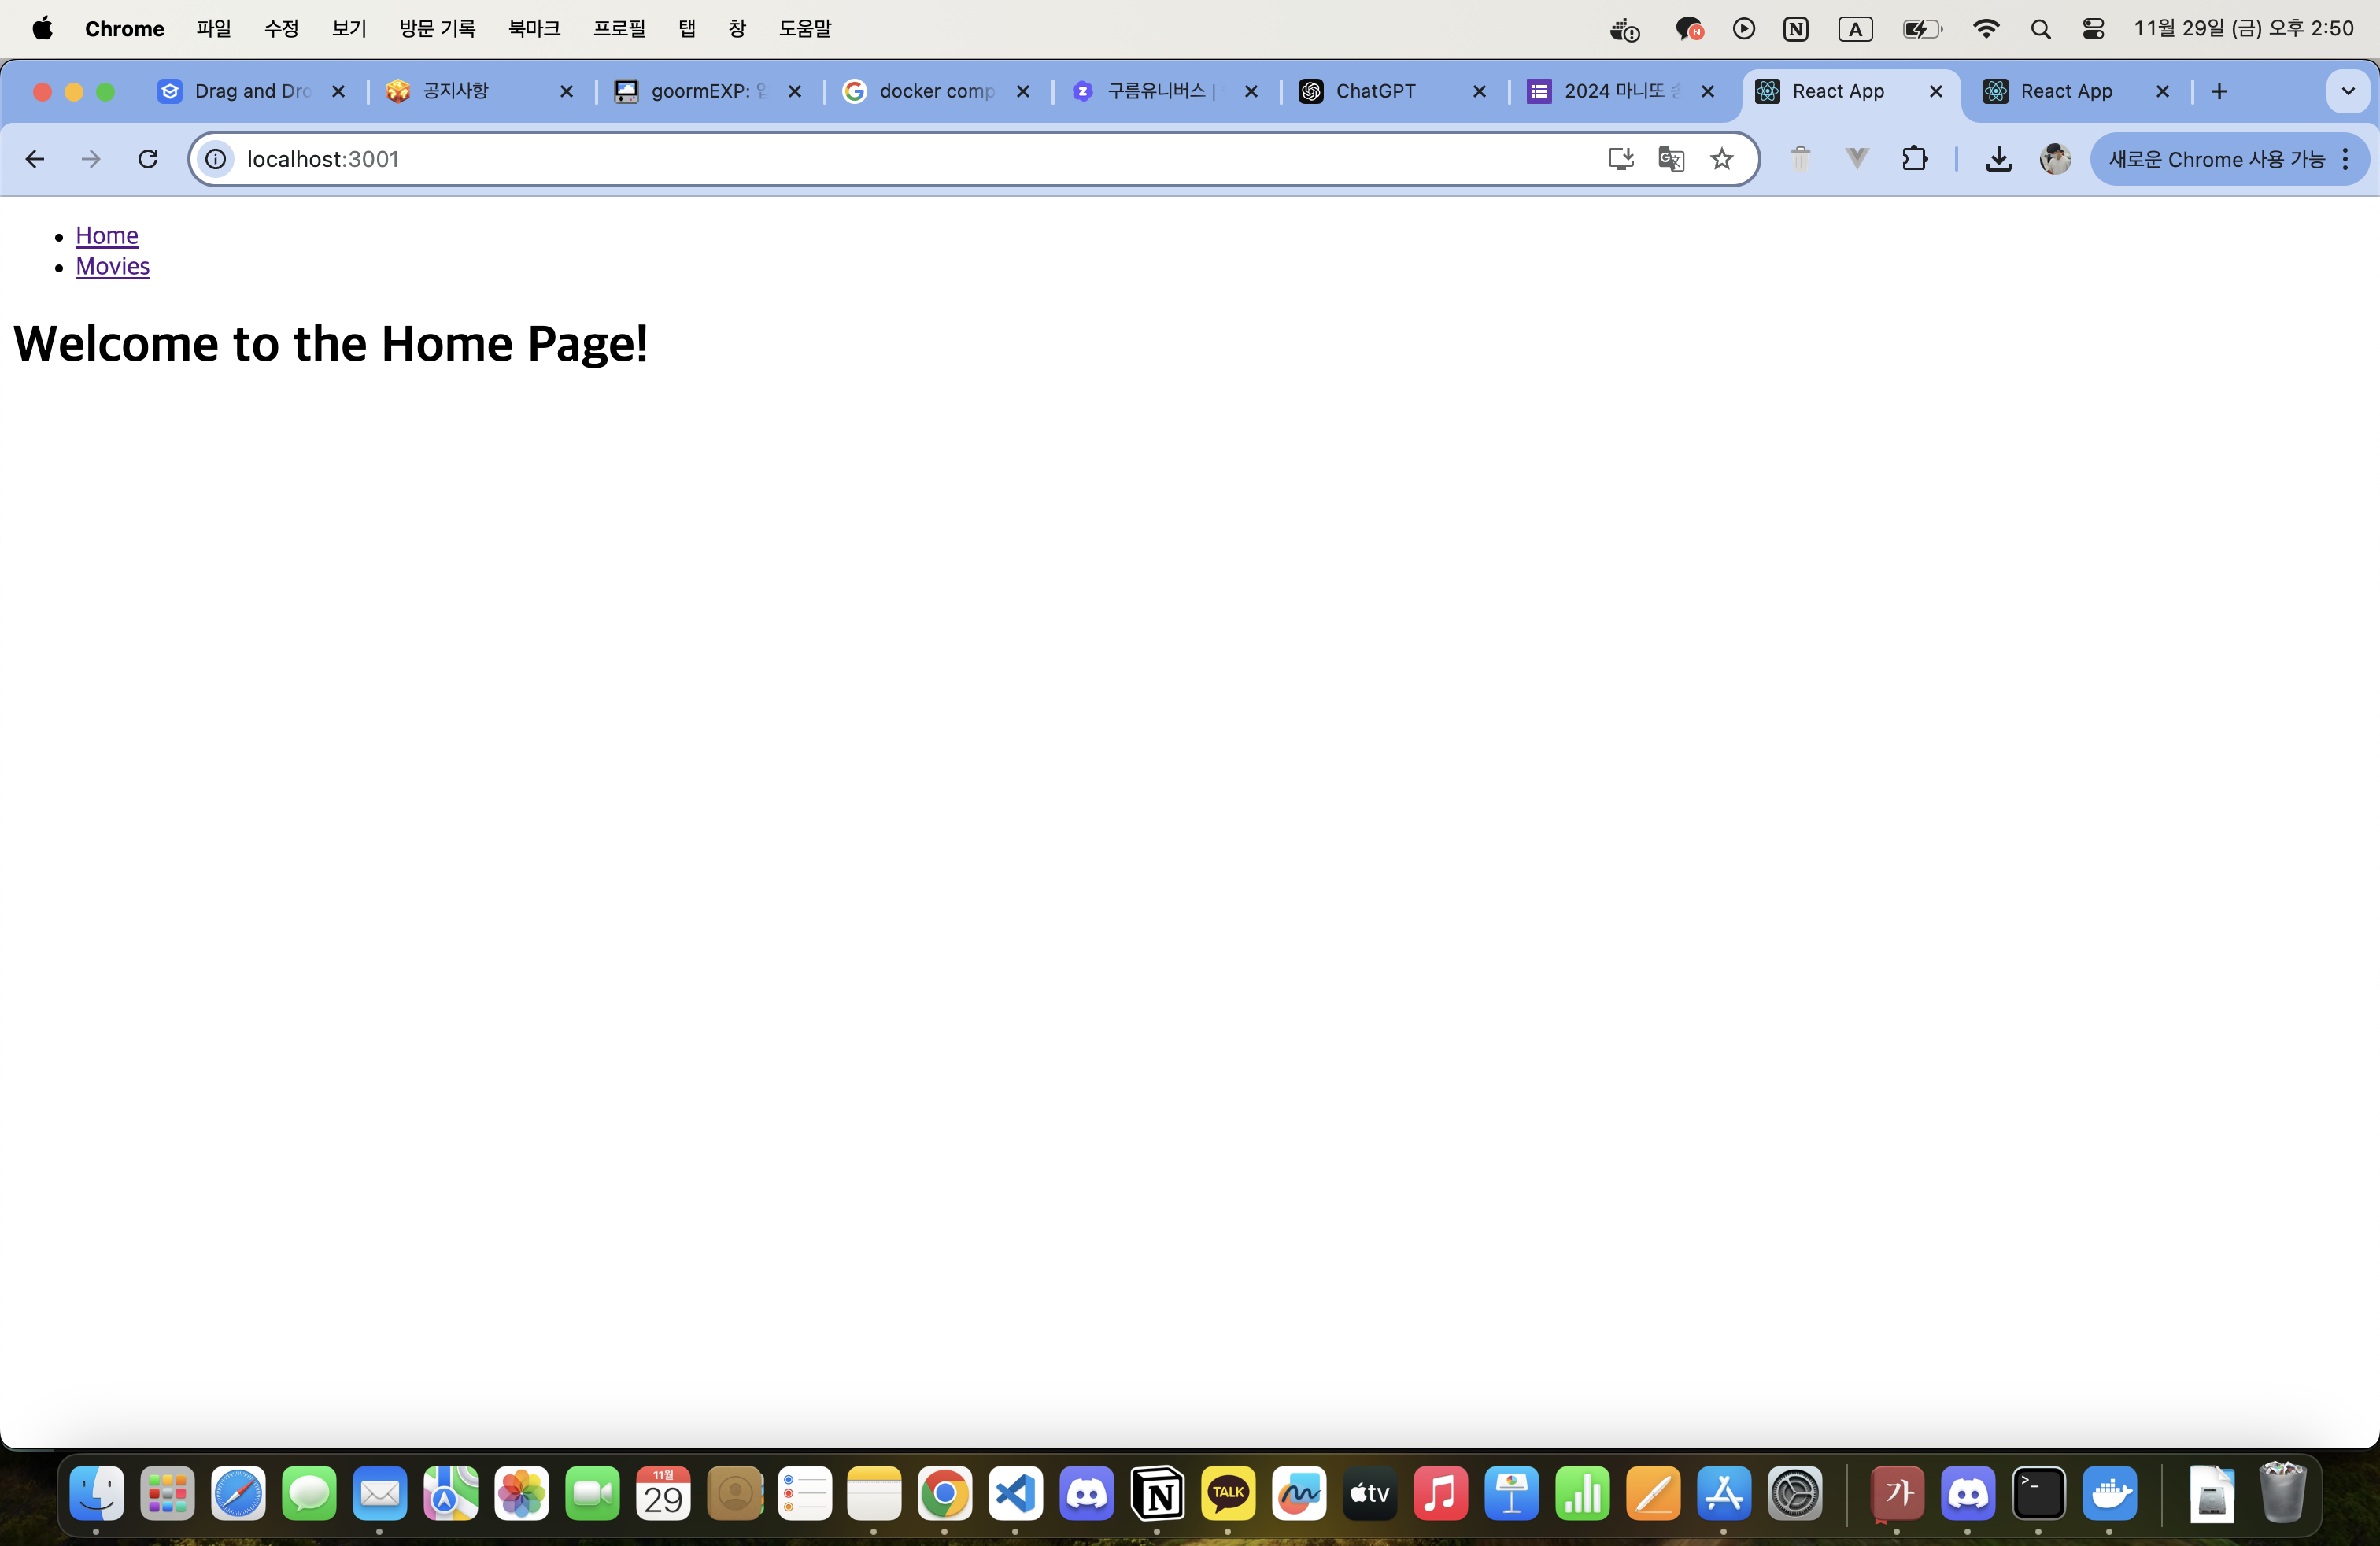 Chrome 파일 수정 보기 방문 기록 북마크 프로필 탭 창 도움말 N N A 11월 29일 (금) 오후 2:50
Drag and Dro 공지사항 goormEXP: docker comp 구름유니버스 | ChatGPT 2024 마니또 React App React App
localhost:3001 새로운 Chrome 사용 가능
Home
Movies
Welcome to the Home Page!
11월
29
N
TALK
tv
가
>_